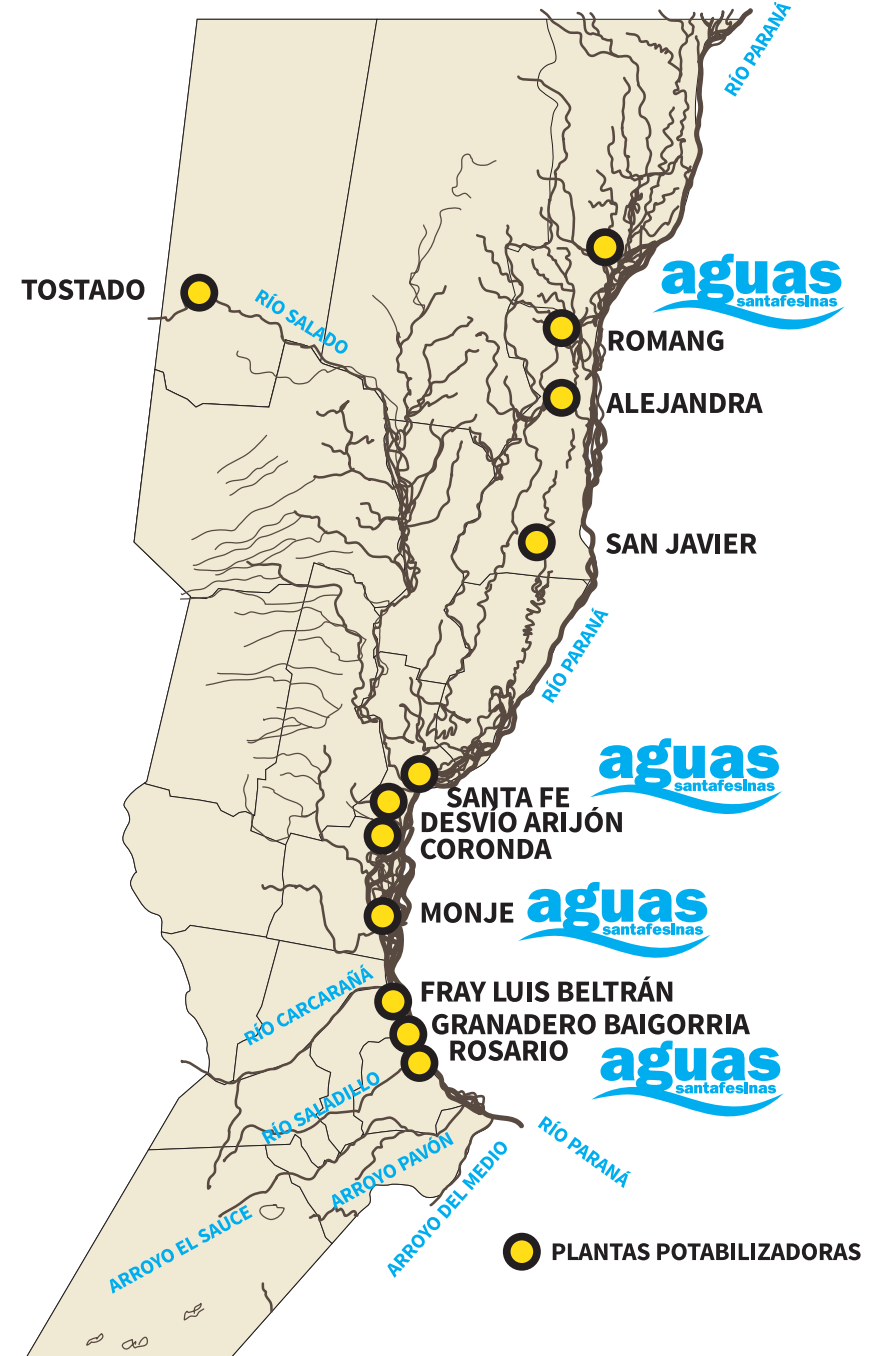 RÍO PARANÁ
aguas
santafesinas
TOSTADO
RÍO SALADO
ROMANG
ALEJANDRA
SAN JAVIER
RÍO PARANÁ
aguas
santafesinas
SANTA FE
DESVÍO ARIJÓN
CORONDA
MONJE
aguas
santafesinas
RÍO CARCARAÑÁ
FRAY LUIS BELTRÁN
GRANADERO BAIGORRIA
ROSARIO
aguas
santafesinas
RÍO SALADILLO
RÍO PARANÁ
ARROYO PAVÓN
ARROYO DEL MEDIO
ARROYO EL SAUCE
PLANTAS POTABILIZADORAS